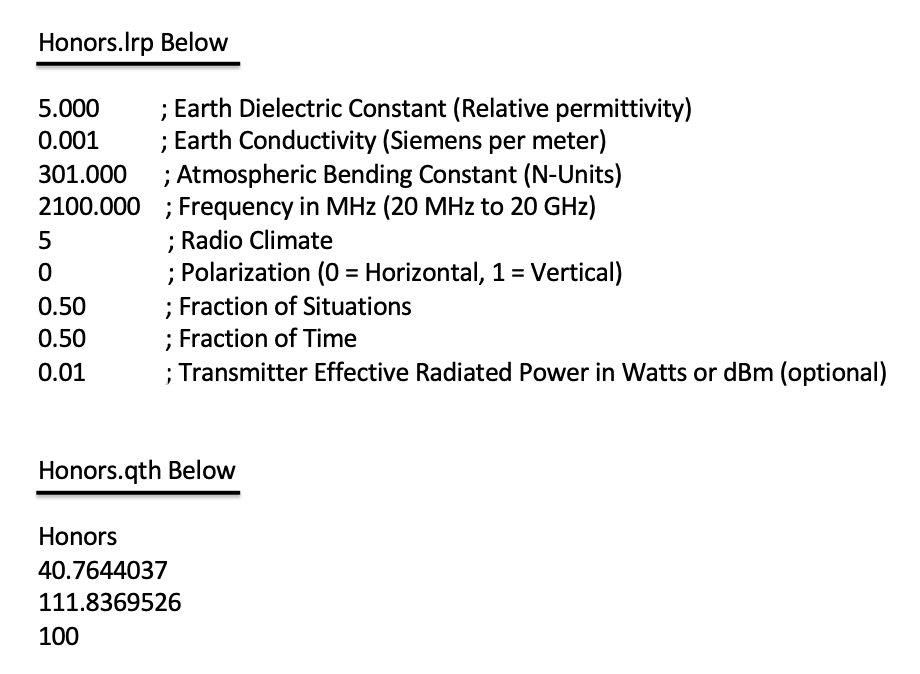 Honors.lrp Below
5.000 ; Earth Dielectric Constant (Relative permittivity)
0.001 ; Earth Conductivity (Siemens per meter)
301.000 ; Atmospheric Bending Constant (N-Units)
2100.000 ; Frequency in MHz (20 MHz to 20 GHz)
5 ; Radio Climate
0 ; Polarization (0 = Horizontal, 1 = Vertical)
0.50 ; Fraction of Situations
0.50 ; Fraction of Time
0.01 ; Transmitter Effective Radiated Power in Watts or dBm (optional)
Honors.qth Below
Honors
40.7644037
111.8369526
100